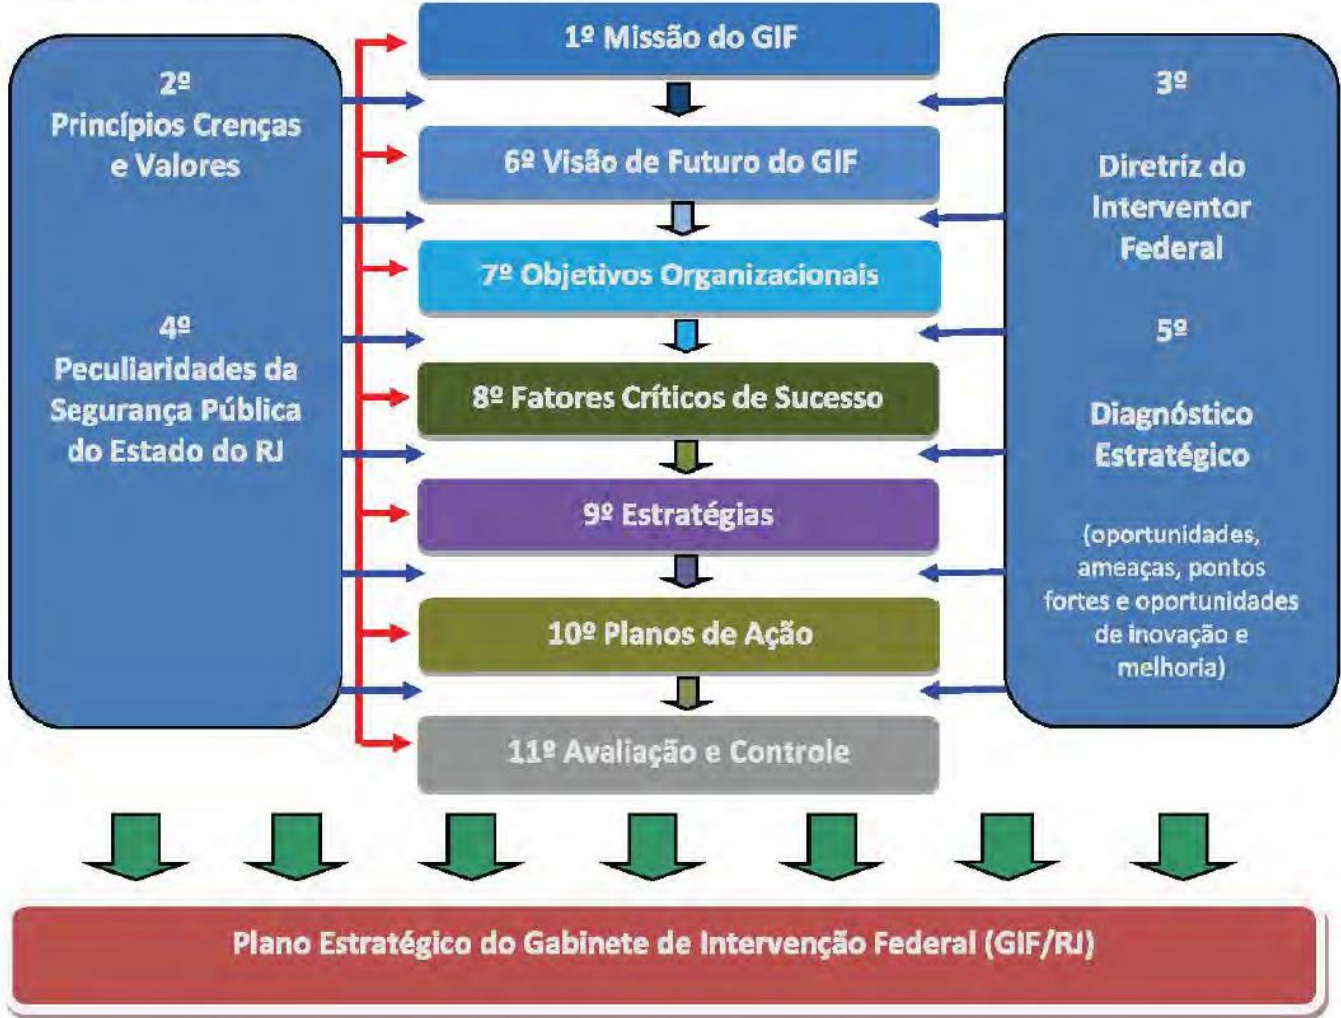 1º Missão do GIF
2º
Princípios Crenças
e Valores
4º
Peculiaridades da
Segurança Pública
do Estado do RJ
6º Visão de Futuro do GIF
7º Objetivos Organizacionais
8º Fatores Críticos de Sucesso
9º Estratégias
10º Planos de Ação
11º Avaliação e Controle
3º
Diretriz do
Interventor
Federal
5º
Diagnóstico
Estratégico
(oportunidades,
ameaças, pontos
fortes e oportunidades
de inovação e
melhoria)
Plano Estratégico do Gabinete de Intervenção Federal (GIF/RJ)